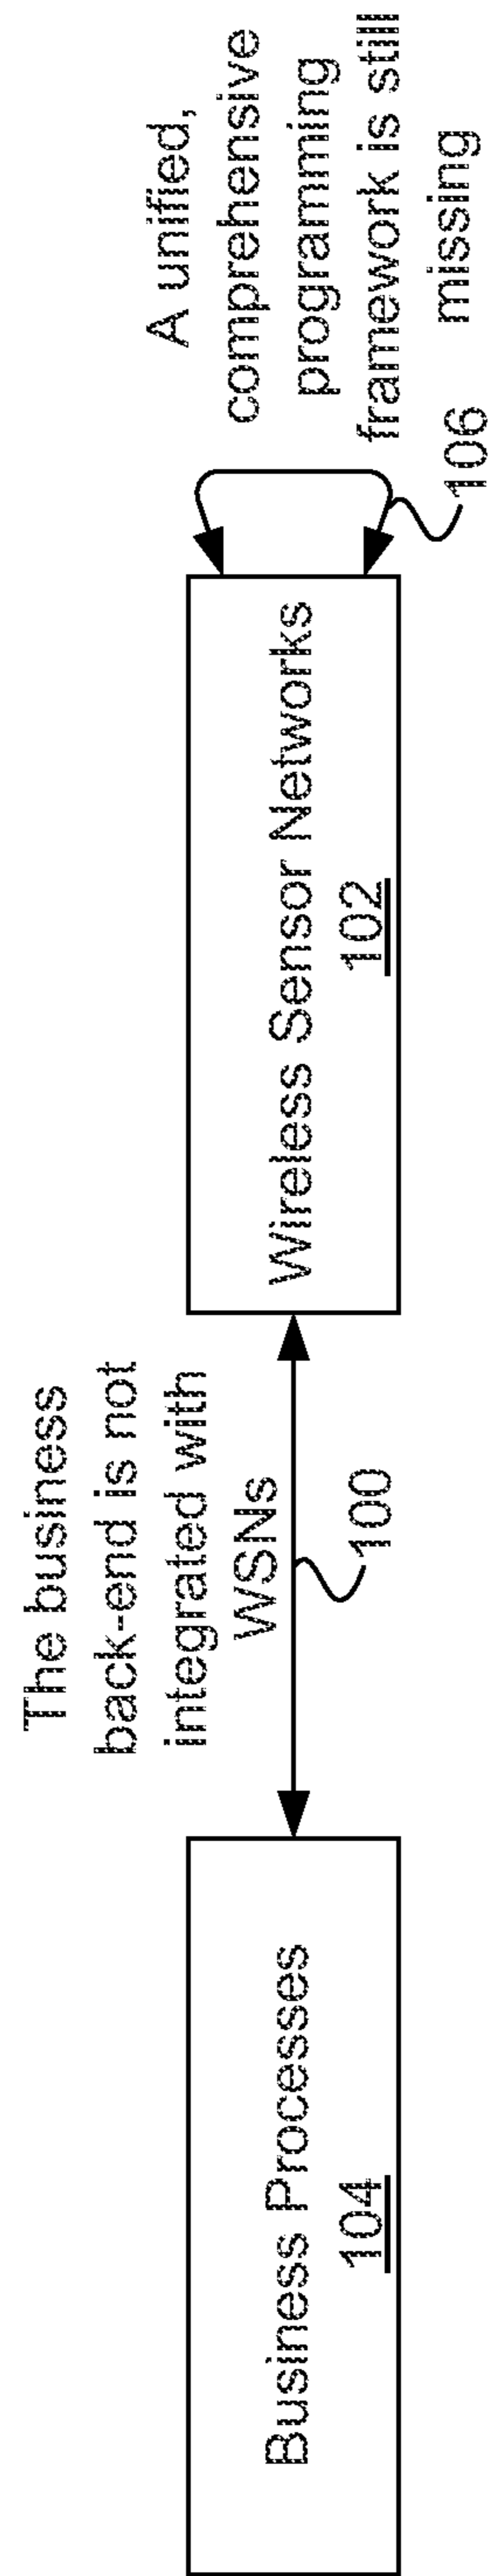 The business
back-end is not
integrated with
WSNs
100
Business Processes
104
Wireless Sensor Networks
102
A unified,
comprehensive
programming
framework is still
missing
106